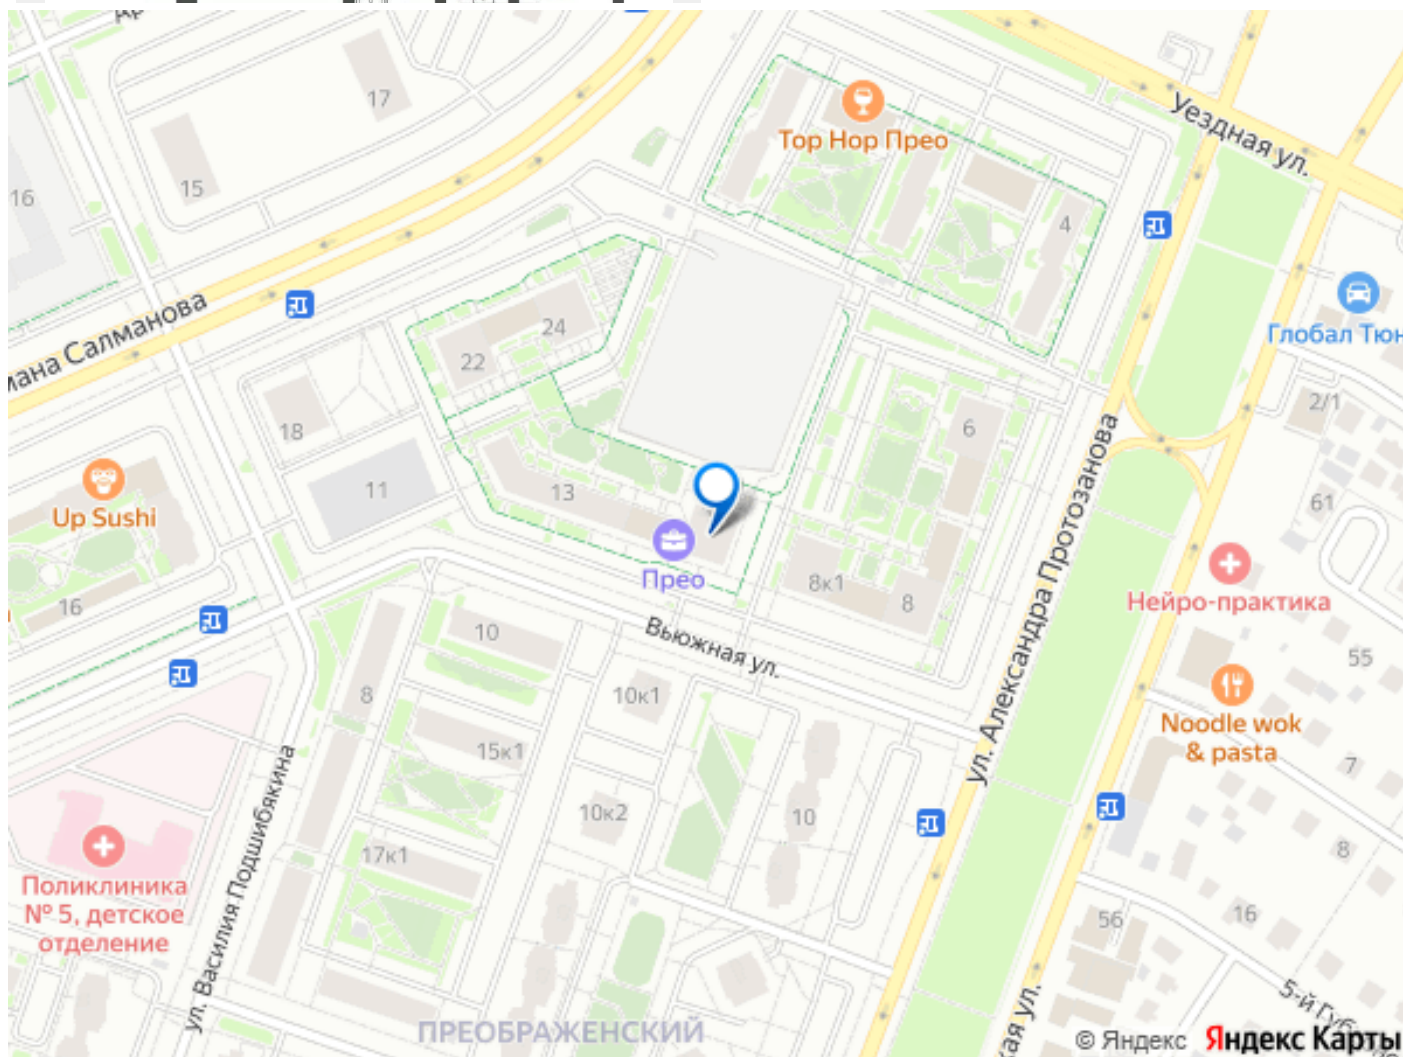 17
Уездная ул.
Top Hop Прео
15
16
4
24
22
Глобал Тюн
мана Салманова
2/1
18
6
11
13
61
Up Sushi
Прео
8к1
8
Нейро-практика
ул. Александра Протозанова
16
10
Вьюжная ул.
55
8
10к1
Noodle wok
& pasta
15к1
7
10к2
10
17к1
8
Поликлиника
№ 5, детское
отделение
ул. Василия Подшибякина
56
16
5-й Губе
кая ул.
ПРЕОБРАЖЕНСКИЙ
© Яндекс Яндекс Карты